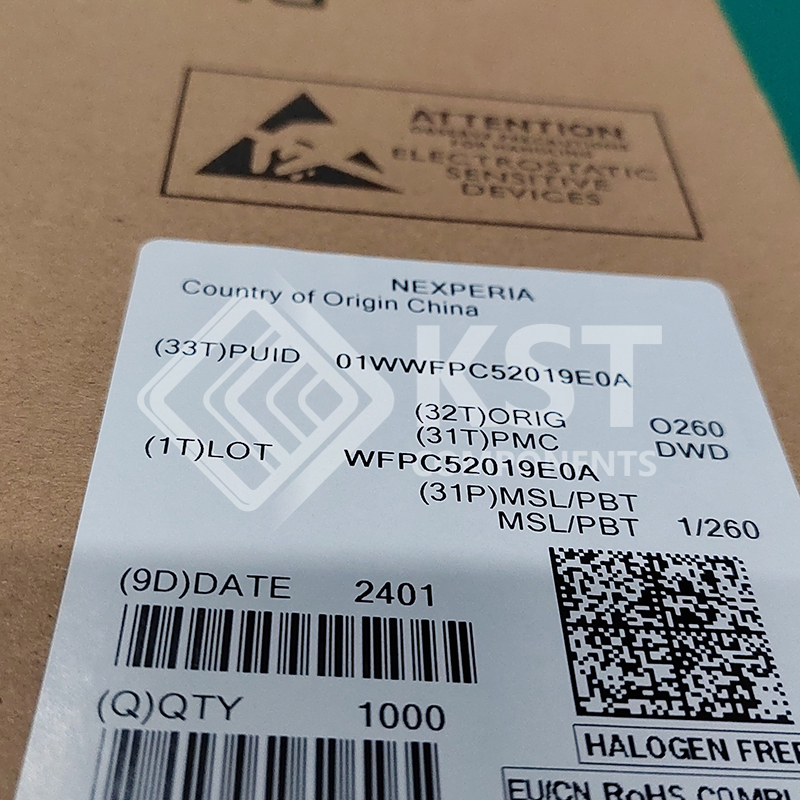 ATTENTION
ELECTROSTATIC
SENSITIVE
DEVICES
NEXPERIA
Country of Origin China
(33T)PUID 01WWFPC52019E0A
(32T)ORIG O260
(31T)PMC DWD
(1T)LOT WFPC52019E0A
(31P)MSL/PBT
MSL/PBT 1/260
KST
COMPONENTS
(9D)DATE 2401
(Q)QTY 1000
HALOGEN FREE
EU/CN RoHS COMPLI